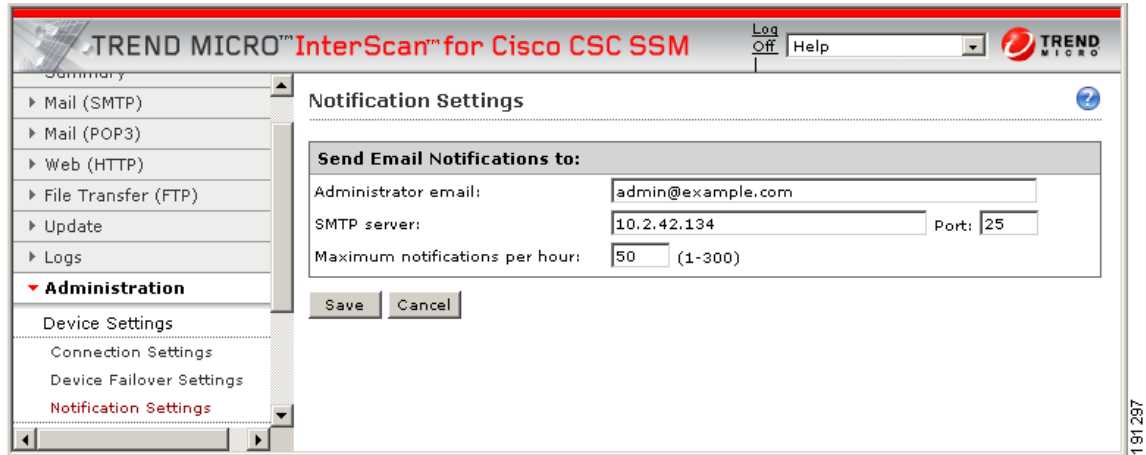 TREND MICRO™ InterScan™ for Cisco CSC SSM
Log Off
Help
TREND MICRO
Summary
Mail (SMTP)
Mail (POP3)
Web (HTTP)
File Transfer (FTP)
Update
Logs
Administration
Device Settings
Connection Settings
Device Failover Settings
Notification Settings
Notification Settings
?
Send Email Notifications to:
Administrator email: admin@example.com
SMTP server: 10.2.42.134 Port: 25
Maximum notifications per hour: 50 (1-300)
Save Cancel
191297